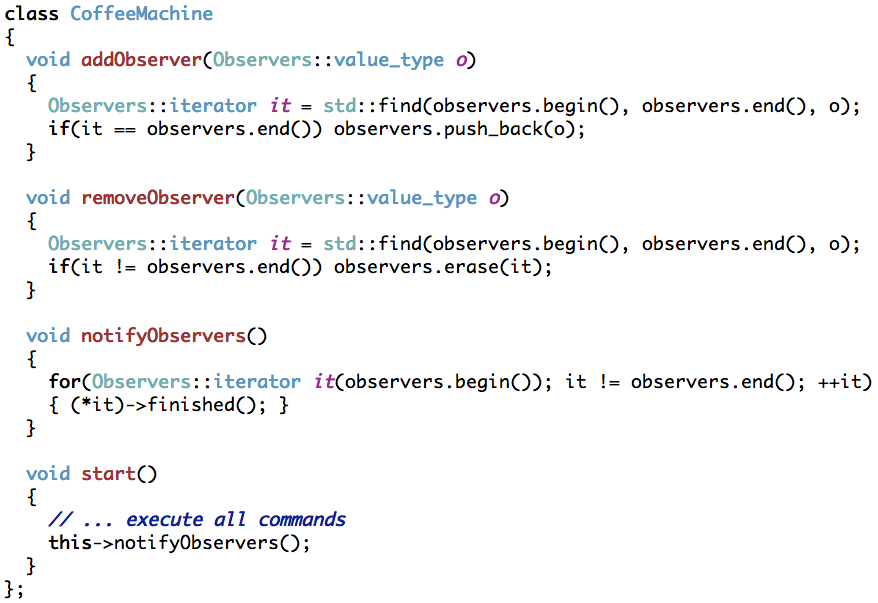 class CoffeeMachine
{
  void addObserver(Observers::value_type o)
  {
    Observers::iterator it = std::find(observers.begin(), observers.end(), o);
    if(it == observers.end()) observers.push_back(o);
  }

  void removeObserver(Observers::value_type o)
  {
    Observers::iterator it = std::find(observers.begin(), observers.end(), o);
    if(it != observers.end()) observers.erase(it);
  }

  void notifyObservers()
  {
    for(Observers::iterator it(observers.begin()); it != observers.end(); ++it)
    { (*it)->finished(); }
  }

  void start()
  {
    // ... execute all commands
    this->notifyObservers();
  }
};